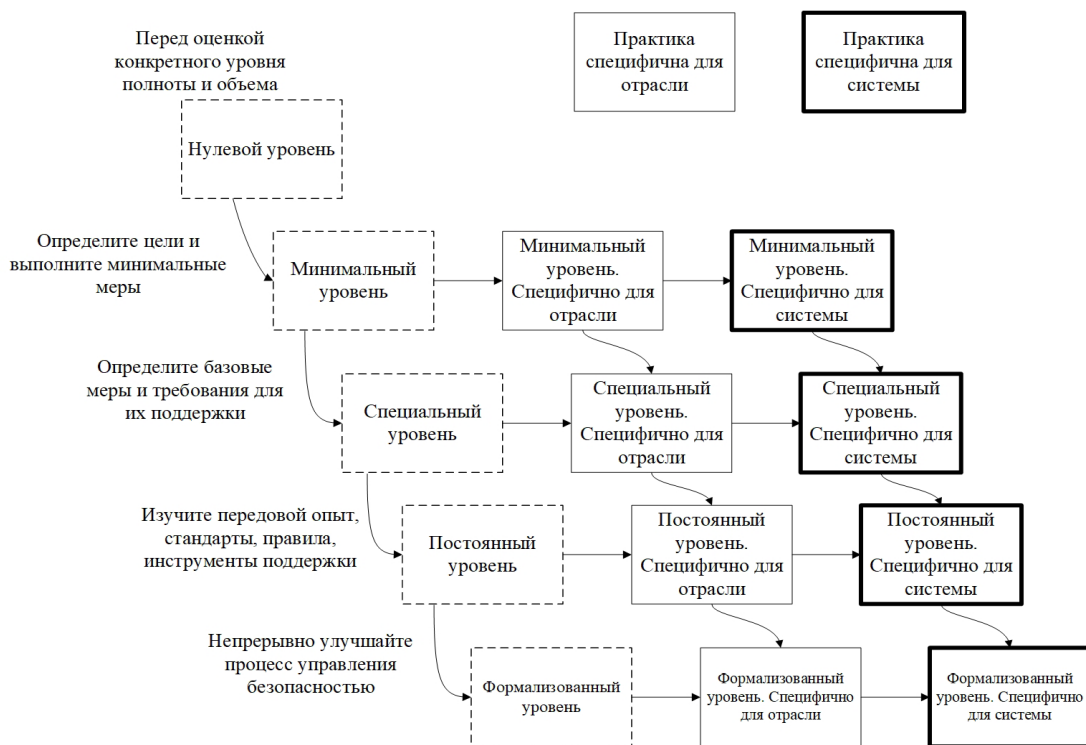 Перед оценкой
конкретного уровня
полноты и объема
Практика
специфична для
отрасли
Практика
специфична для
системы
Нулевой уровень
Определите цели и
выполните минимальные
меры
Минимальный
уровень
Минимальный
уровень.
Специфично для
отрасли
Минимальный
уровень.
Специфично для
системы
Определите базовые
меры и требования для
их поддержки
Специальный
уровень
Специальный
уровень.
Специфично для
отрасли
Специальный
уровень.
Специфично для
системы
Изучите передовой опыт,
стандарты, правила,
инструменты поддержки
Постоянный
уровень
Постоянный
уровень.
Специфично для
отрасли
Постоянный
уровень.
Специфично для
системы
Непрерывно улучшайте
процесс управления
безопасностью
Формализованный
уровень
Формализованный
уровень. Специфично
для отрасли
Формализованный
уровень. Специфично
для системы